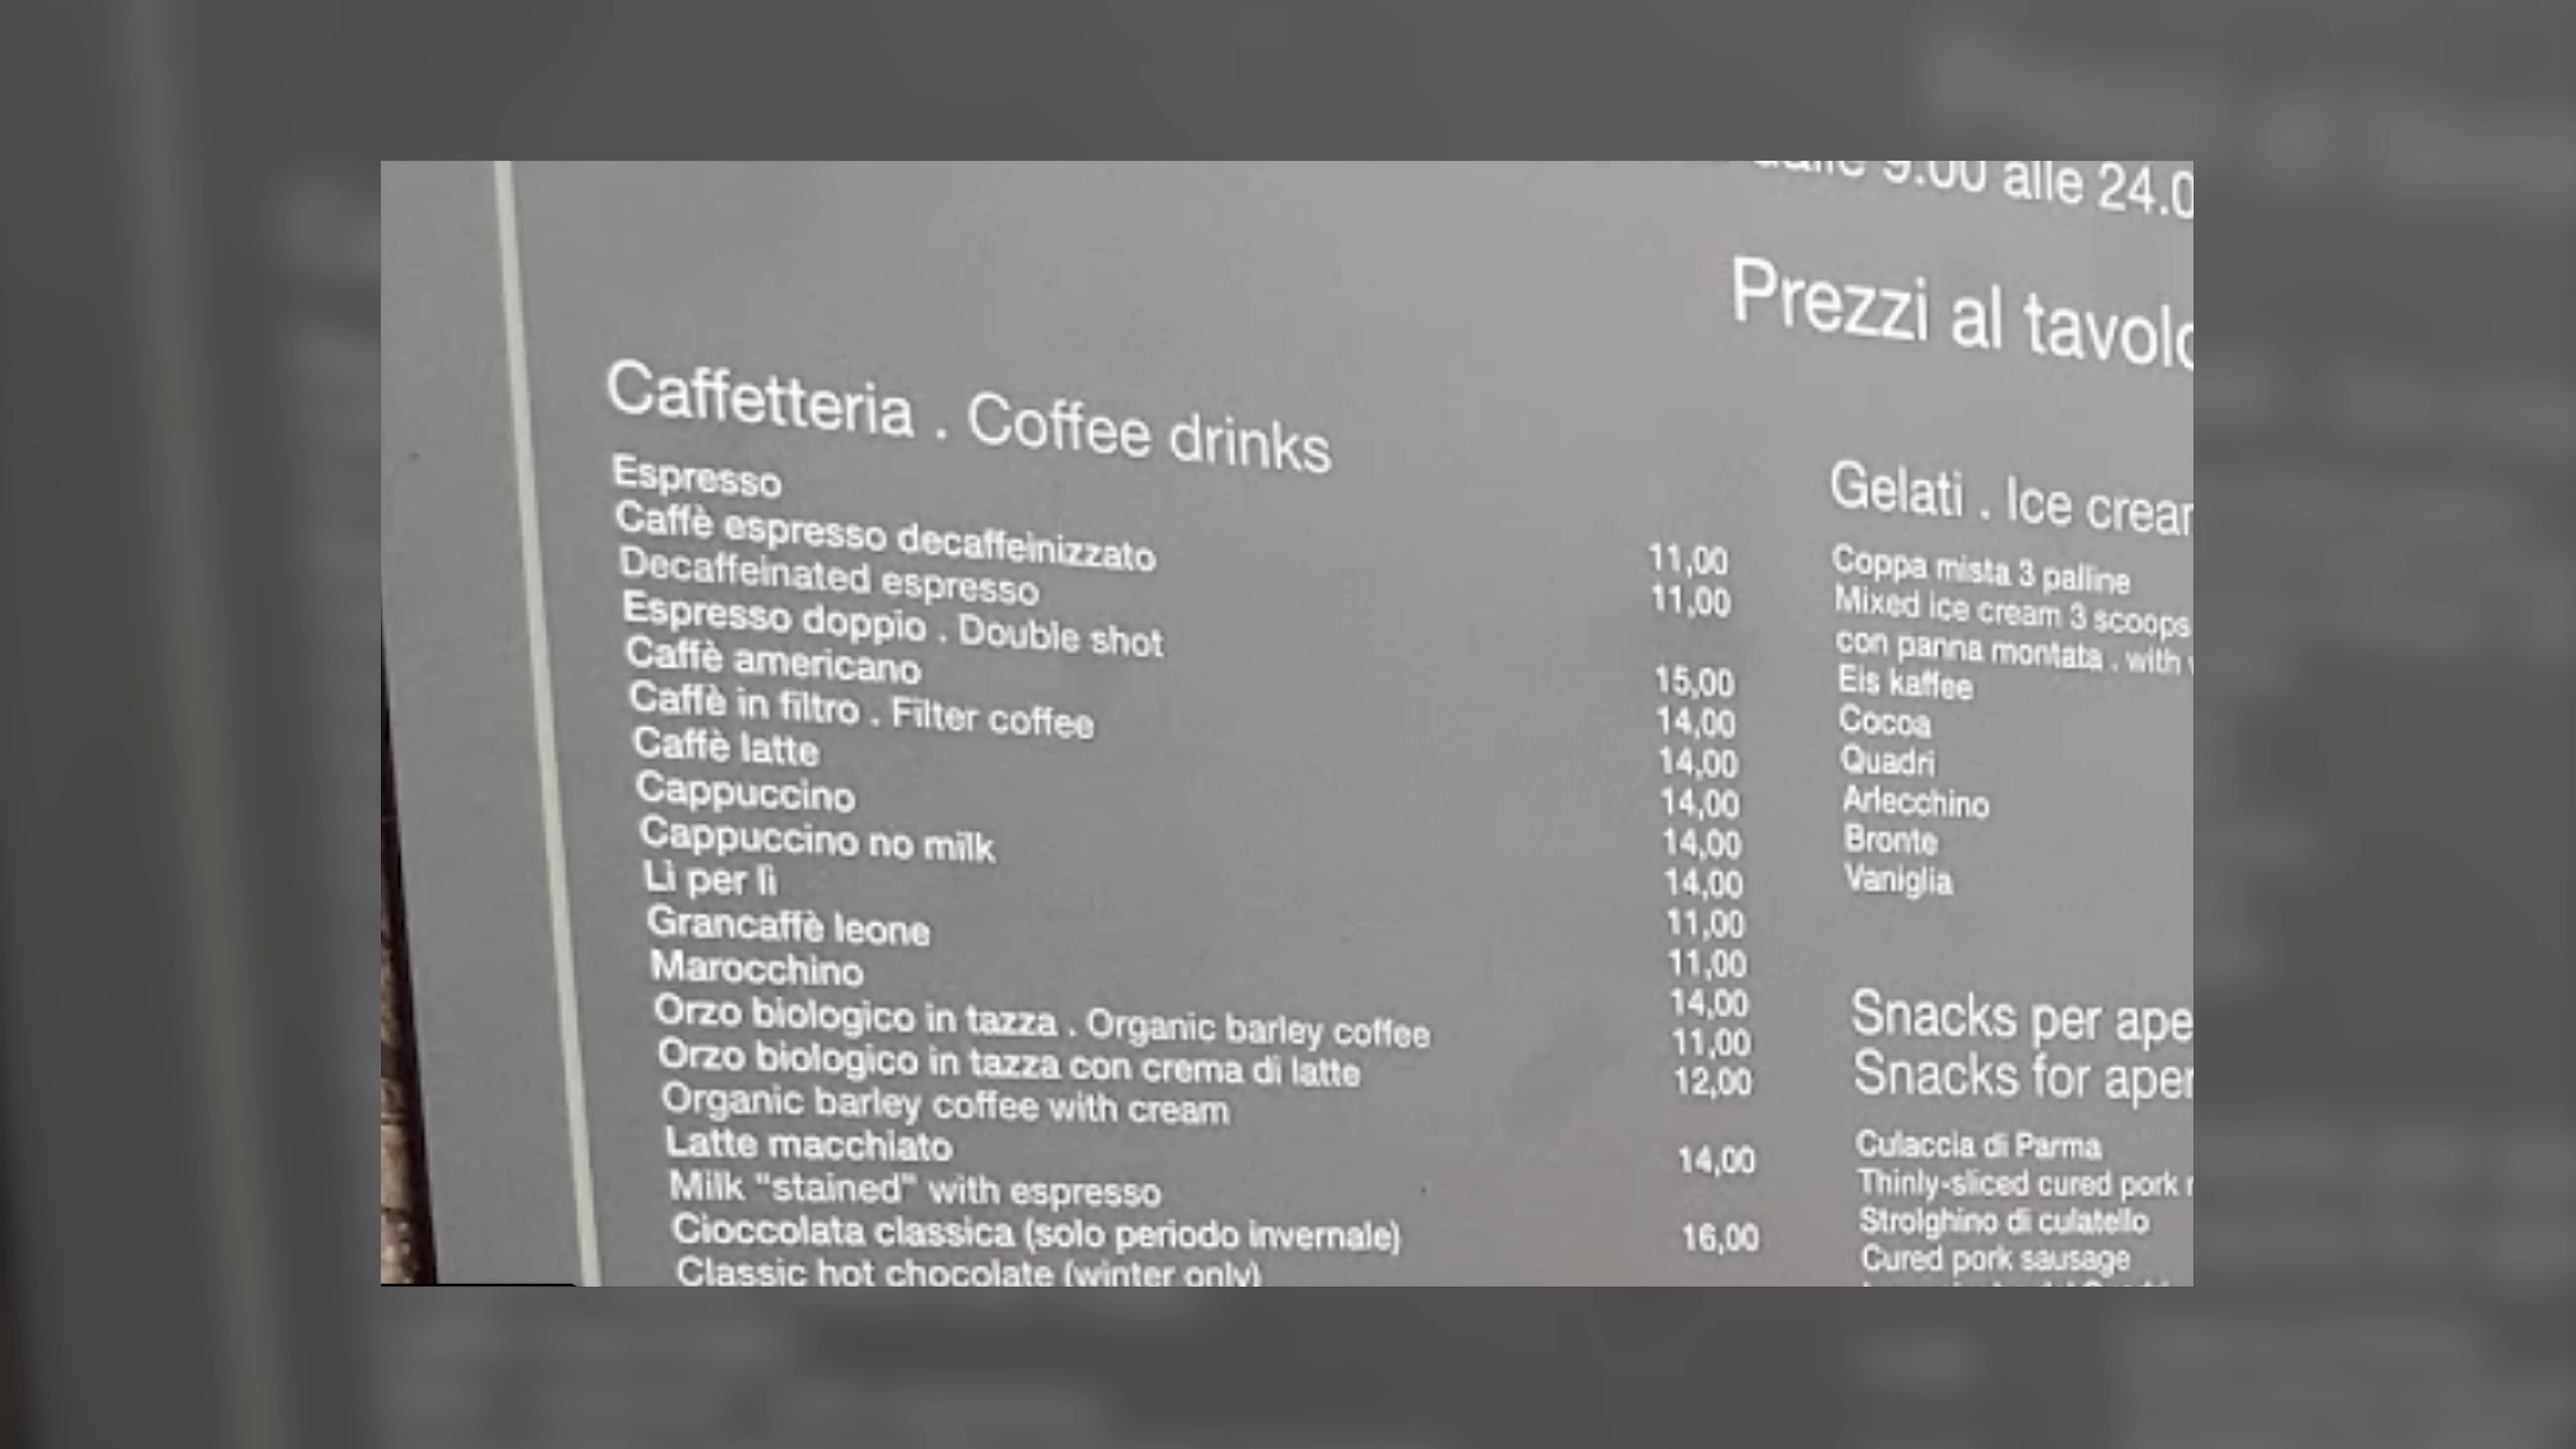 dalle 9.00 alle 24.0
Prezzi al tavolo
Caffetteria . Coffee drinks
Espresso 11,00
Caffè espresso decaffeinizzato 11,00
Decaffeinated espresso
Espresso doppio . Double shot 15,00
Caffè americano 14,00
Caffè in filtro . Filter coffee 14,00
Caffè latte 14,00
Cappuccino 14,00
Cappuccino no milk 14,00
Lì per lì 11,00
Grancaffè leone 11,00
Marocchino 14,00
Orzo biologico in tazza . Organic barley coffee 11,00
Orzo biologico in tazza con crema di latte 12,00
Organic barley coffee with cream
Latte macchiato 14,00
Milk "stained" with espresso
Cioccolata classica (solo periodo invernale) 16,00
Classic hot chocolate (winter only)
Gelati . Ice crea
Coppa mista 3 palline
Mixed ice cream 3 scoops
con panna montata . with
Eis kaffee
Cocoa
Quadri
Arlecchino
Bronte
Vaniglia
Snacks per ape
Snacks for aper
Culaccia di Parma
Thinly-sliced cured pork
Strolghino di culatello
Cured pork sausage